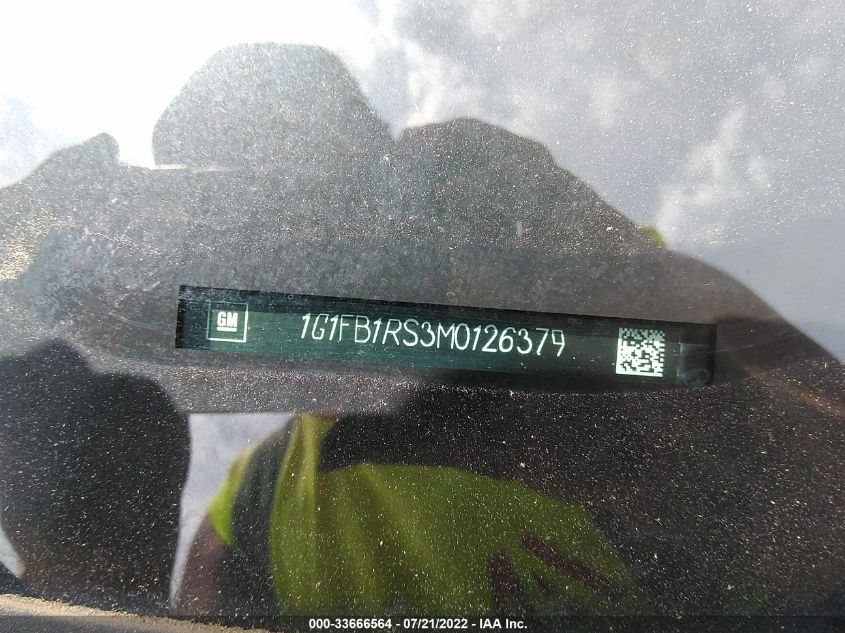 GM
1G1FB1RS3M0126379
000-33666564 - 07/21/2022 - IAA Inc.